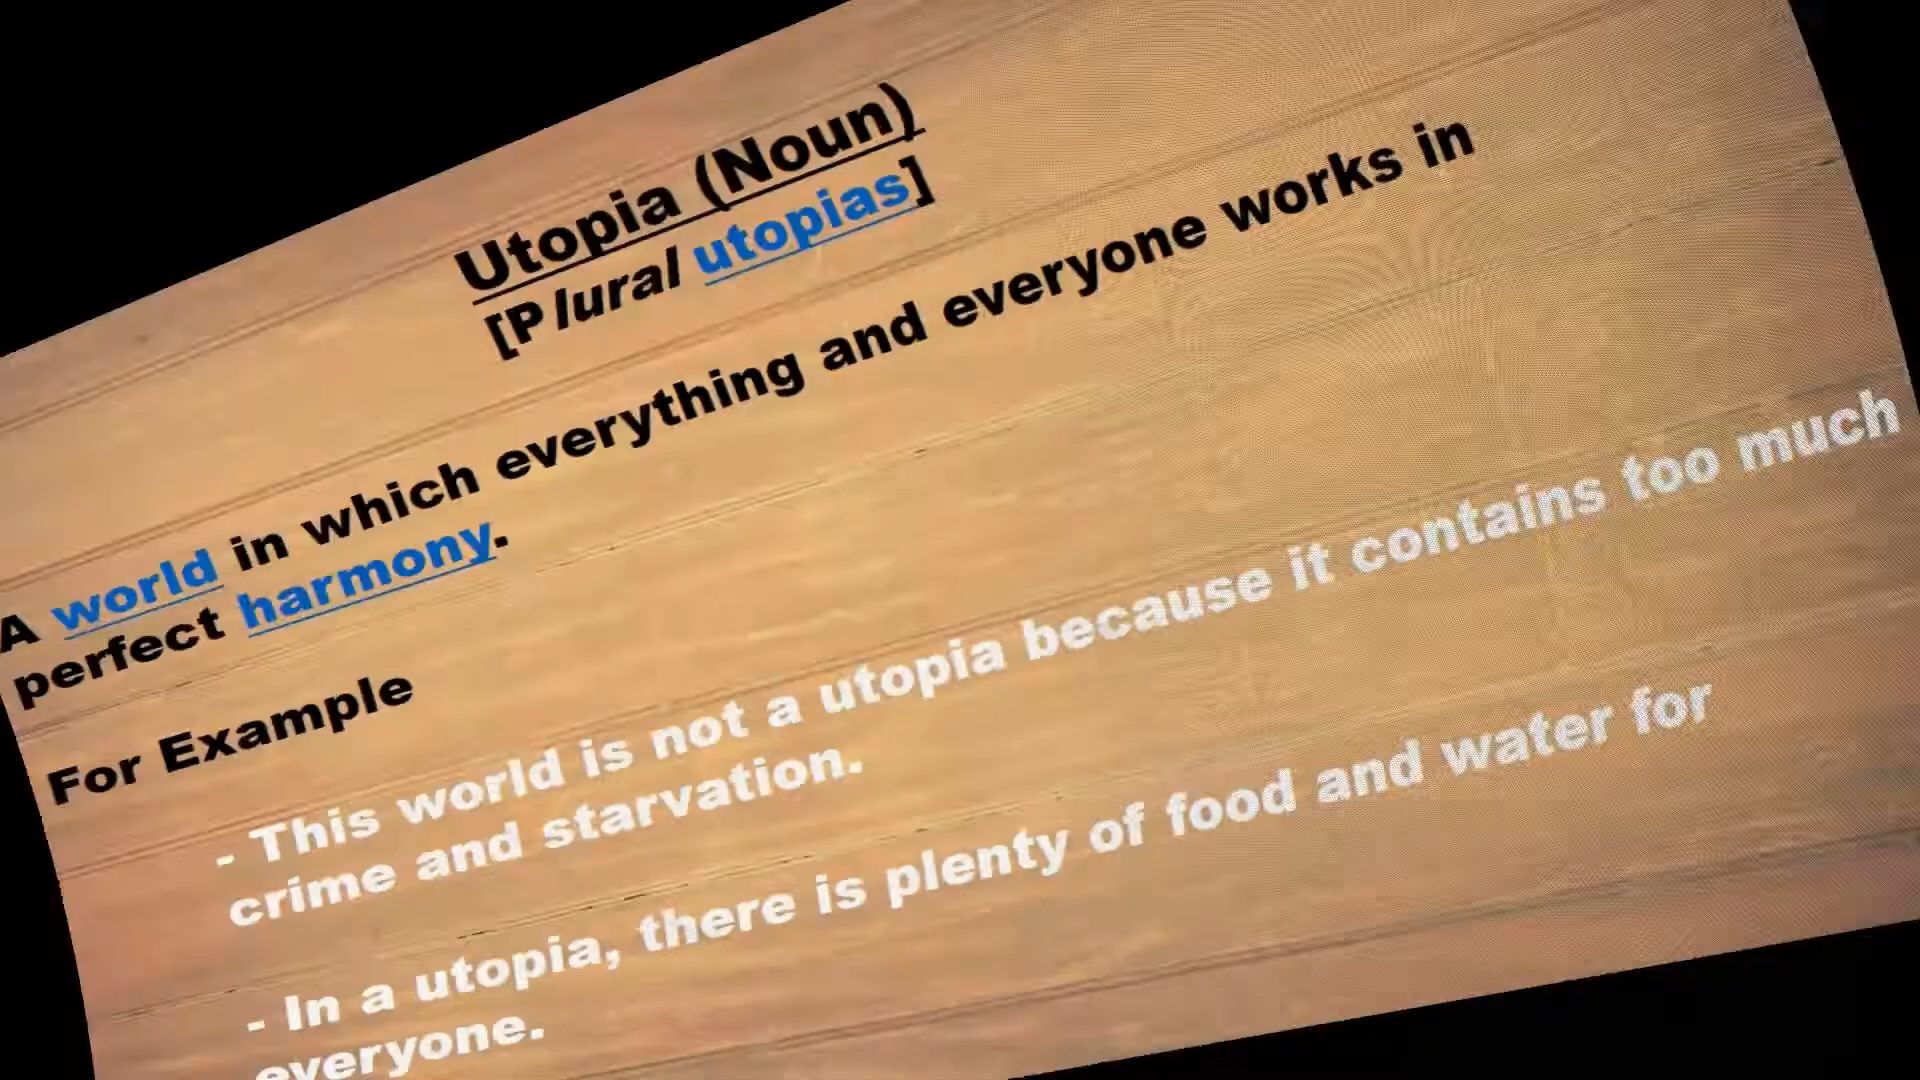 Utopia (Noun)
[Plural utopias]
A world in which everything and everyone works in
perfect harmony.
For Example
- This world is not a utopia because it contains too much
crime and starvation.
- In a utopia, there is plenty of food and water for
everyone.